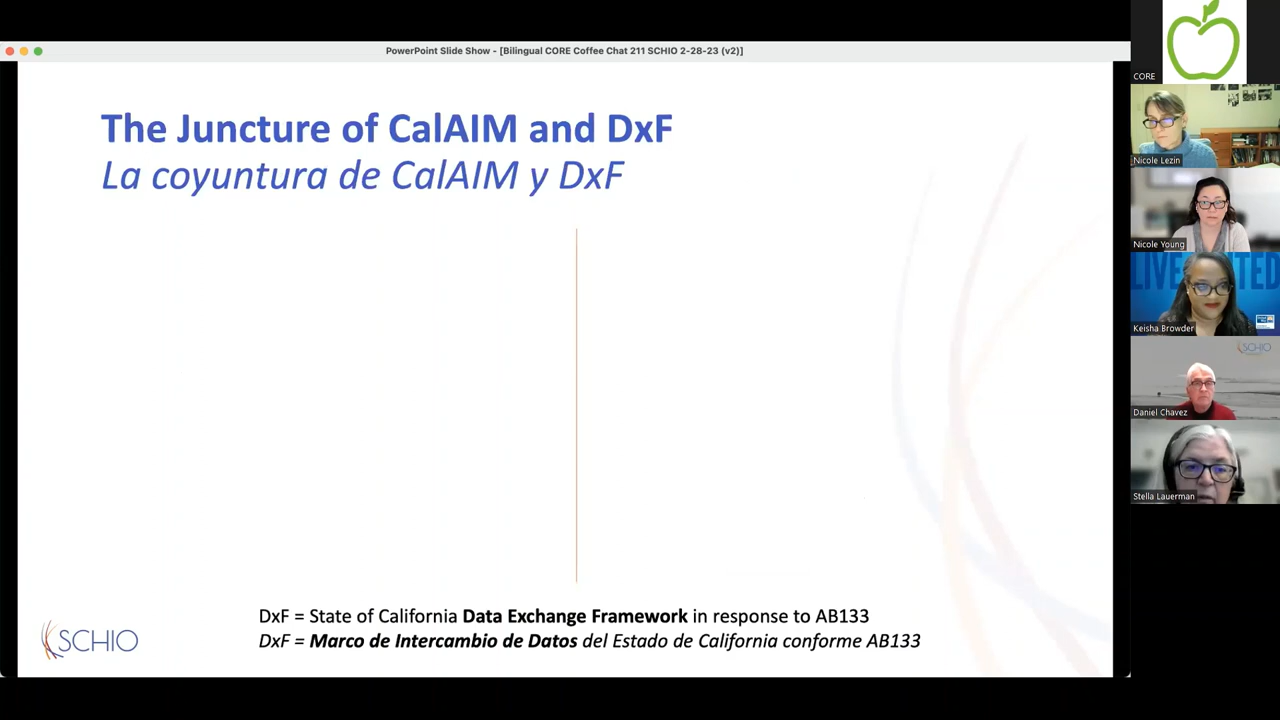 PowerPoint Slide Show - [Bilingual CORE Coffee Chat 211 SCHIO 2-28-23 (v2)]
The Juncture of CalAIM and DxF
La coyuntura de CalAIM y DxF
DxF = State of California Data Exchange Framework in response to AB133
DxF = Marco de Intercambio de Datos del Estado de California conforme AB133
SCHIO
CORE
Nicole Lezin
Nicole Young
LIVE UNITED
Keisha Browder
SCHIO
Daniel Chavez
Stella Lauerman